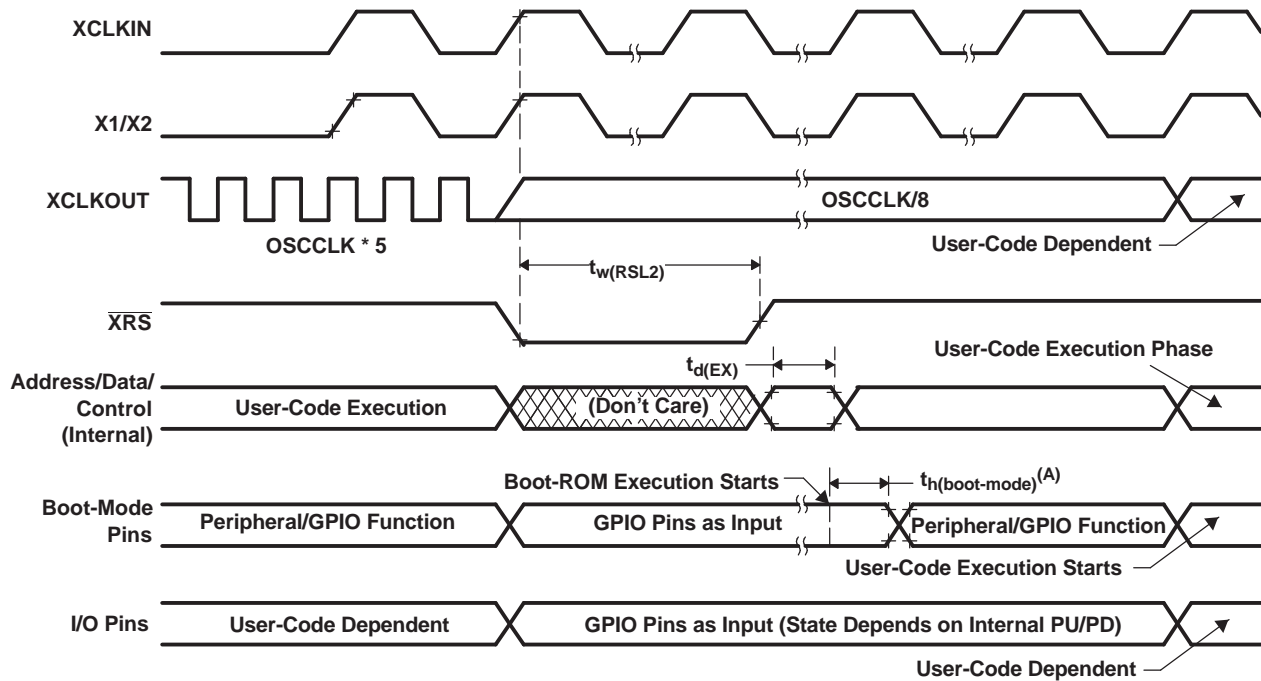 XCLKIN
X1/X2
XCLKOUT
OSCCLK * 5
OSCCLK/8
User-Code Dependent
tw(RSL2)
XRS
User-Code Execution Phase
td(EX)
Address/Data/
Control
(Internal)
User-Code Execution
(Don't Care)
Boot-ROM Execution Starts
th(boot-mode)(A)
Boot-Mode
Pins
Peripheral/GPIO Function
GPIO Pins as Input
Peripheral/GPIO Function
User-Code Execution Starts
I/O Pins
User-Code Dependent
GPIO Pins as Input (State Depends on Internal PU/PD)
User-Code Dependent